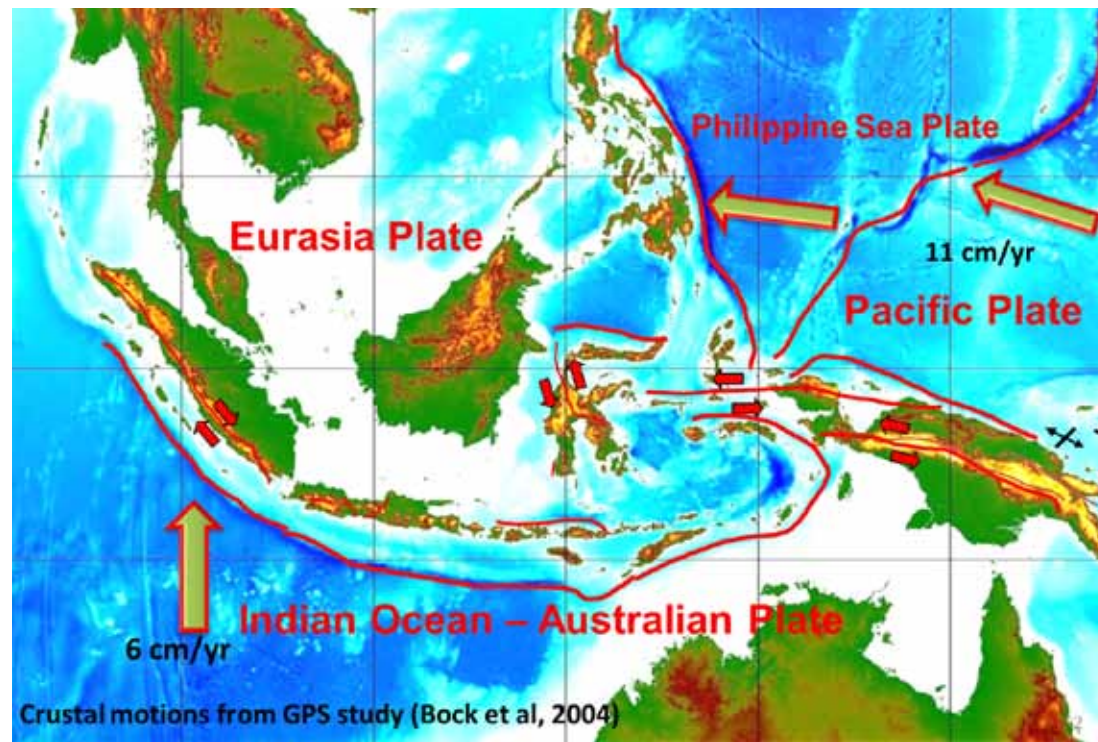 Philippine Sea Plate
Eurasia Plate
11 cm/yr
Pacific Plate
Indian Ocean – Australian Plate
6 cm/yr
Crustal motions from GPS study (Bock et al, 2004)